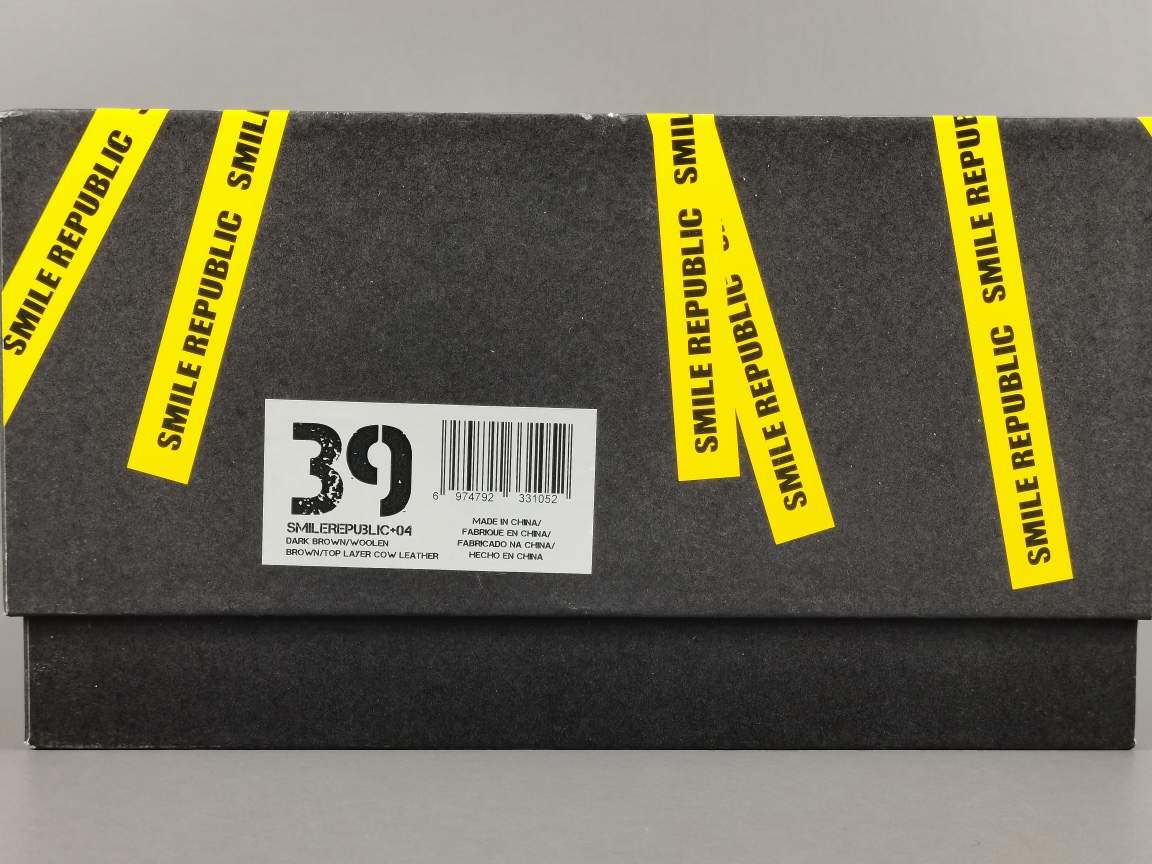 SMILE REPUBLIC
SMILE REPUBLIC SMIL
SMILE REPUBLIC SMIL
SMILE REPUBLIC
SMILE REPUBLIC SMILE REPUB
39
6 974792 331052
SMILEREPUBLIC+04
DARK BROWN/WOOLEN
BROWN/TOP LAYER COW LEATHER
MADE IN CHINA/
FABRIQUE EN CHINA/
FABRICADO NA CHINA/
HECHO EN CHINA